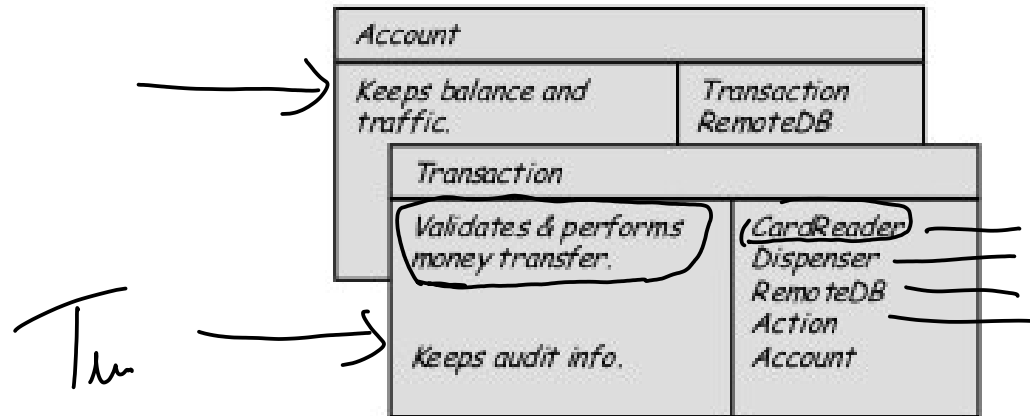 Account
Keeps balance and
traffic.
Transaction
RemoteDB
Transaction
Validates & performs
money transfer.
Keeps audit info.
CardReader
Dispenser
RemoteDB
Action
Account